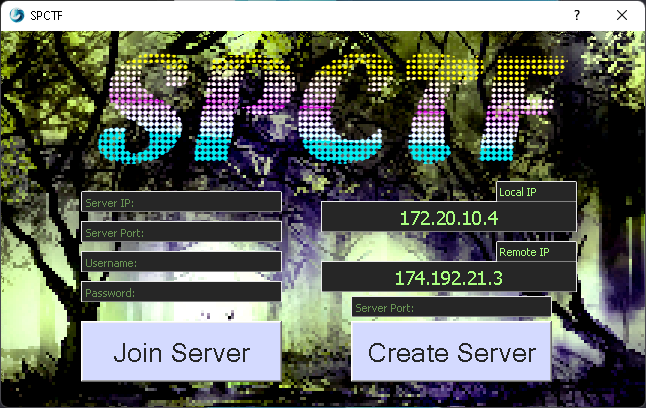 SPCTF
SPCTF
Server IP:
Server Port:
Username:
Password:
Join Server
Local IP
172.20.10.4
Remote IP
174.192.21.3
Server Port:
Create Server